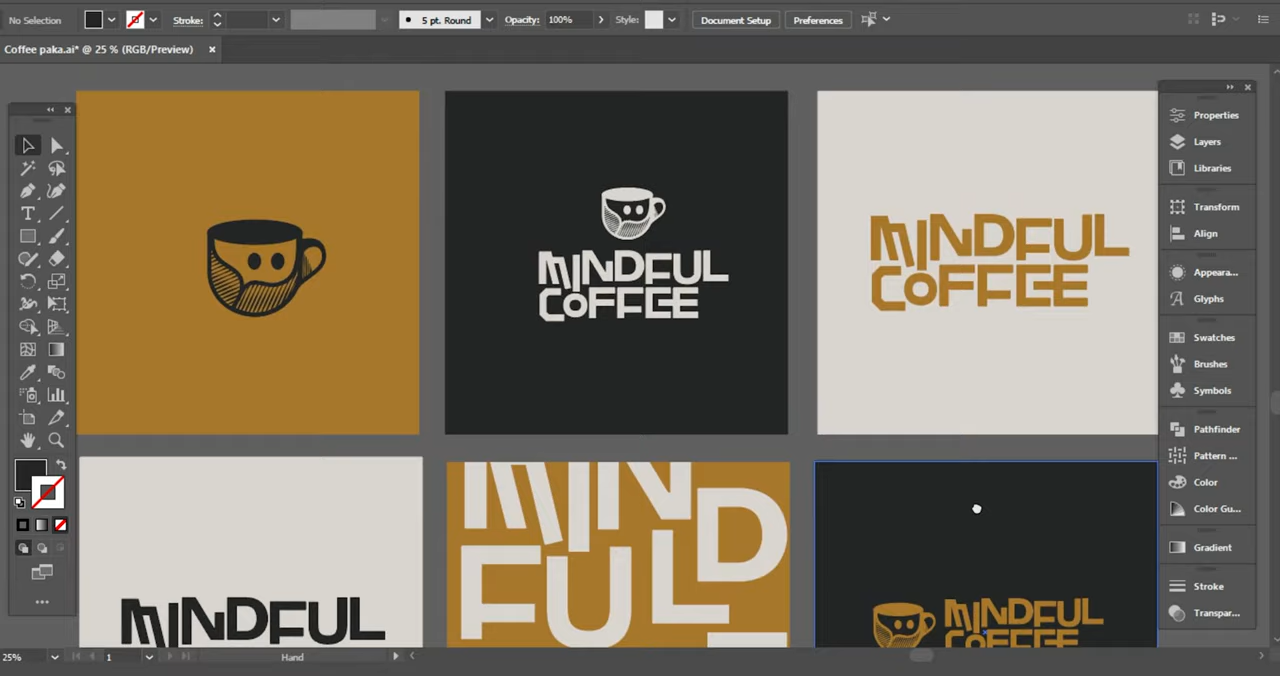 No Selection
Stroke:
5 pt. Round
Opacity: 100%
Style:
Document Setup
Preferences
Coffee paka.ai* @ 25 % (RGB/Preview)
MINDFUL
COFFEE
MINDFUL
COFFEE
MINDFUL
MIND
FUL
MINDFUL
COFFEE
Properties
Layers
Libraries
Transform
Align
Appeara...
Glyphs
Swatches
Brushes
Symbols
Pathfinder
Pattern ...
Color
Color Gu...
Gradient
Stroke
Transpar...
25%
1
Hand